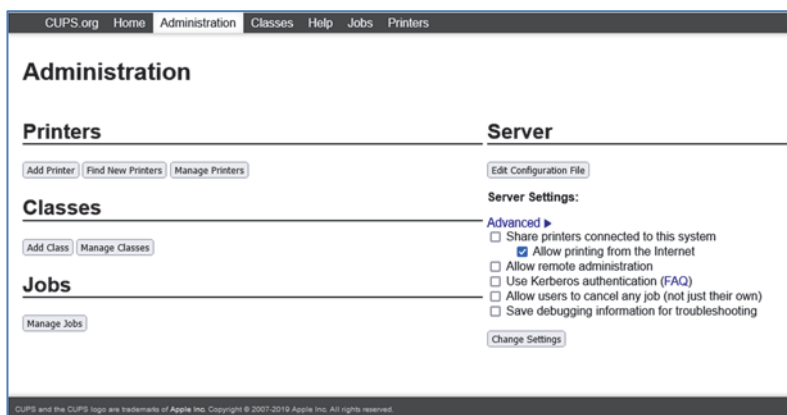 CUPS.org Home Administration Classes Help Jobs Printers
Administration
Printers
Add Printer Find New Printers Manage Printers
Classes
Add Class Manage Classes
Jobs
Manage Jobs
Server
Edit Configuration File
Server Settings:
Advanced ▶
Share printers connected to this system
Allow printing from the Internet
Allow remote administration
Use Kerberos authentication (FAQ)
Allow users to cancel any job (not just their own)
Save debugging information for troubleshooting
Change Settings
CUPS and the CUPS logo are trademarks of Apple Inc. Copyright © 2007-2019 Apple Inc. All rights reserved.